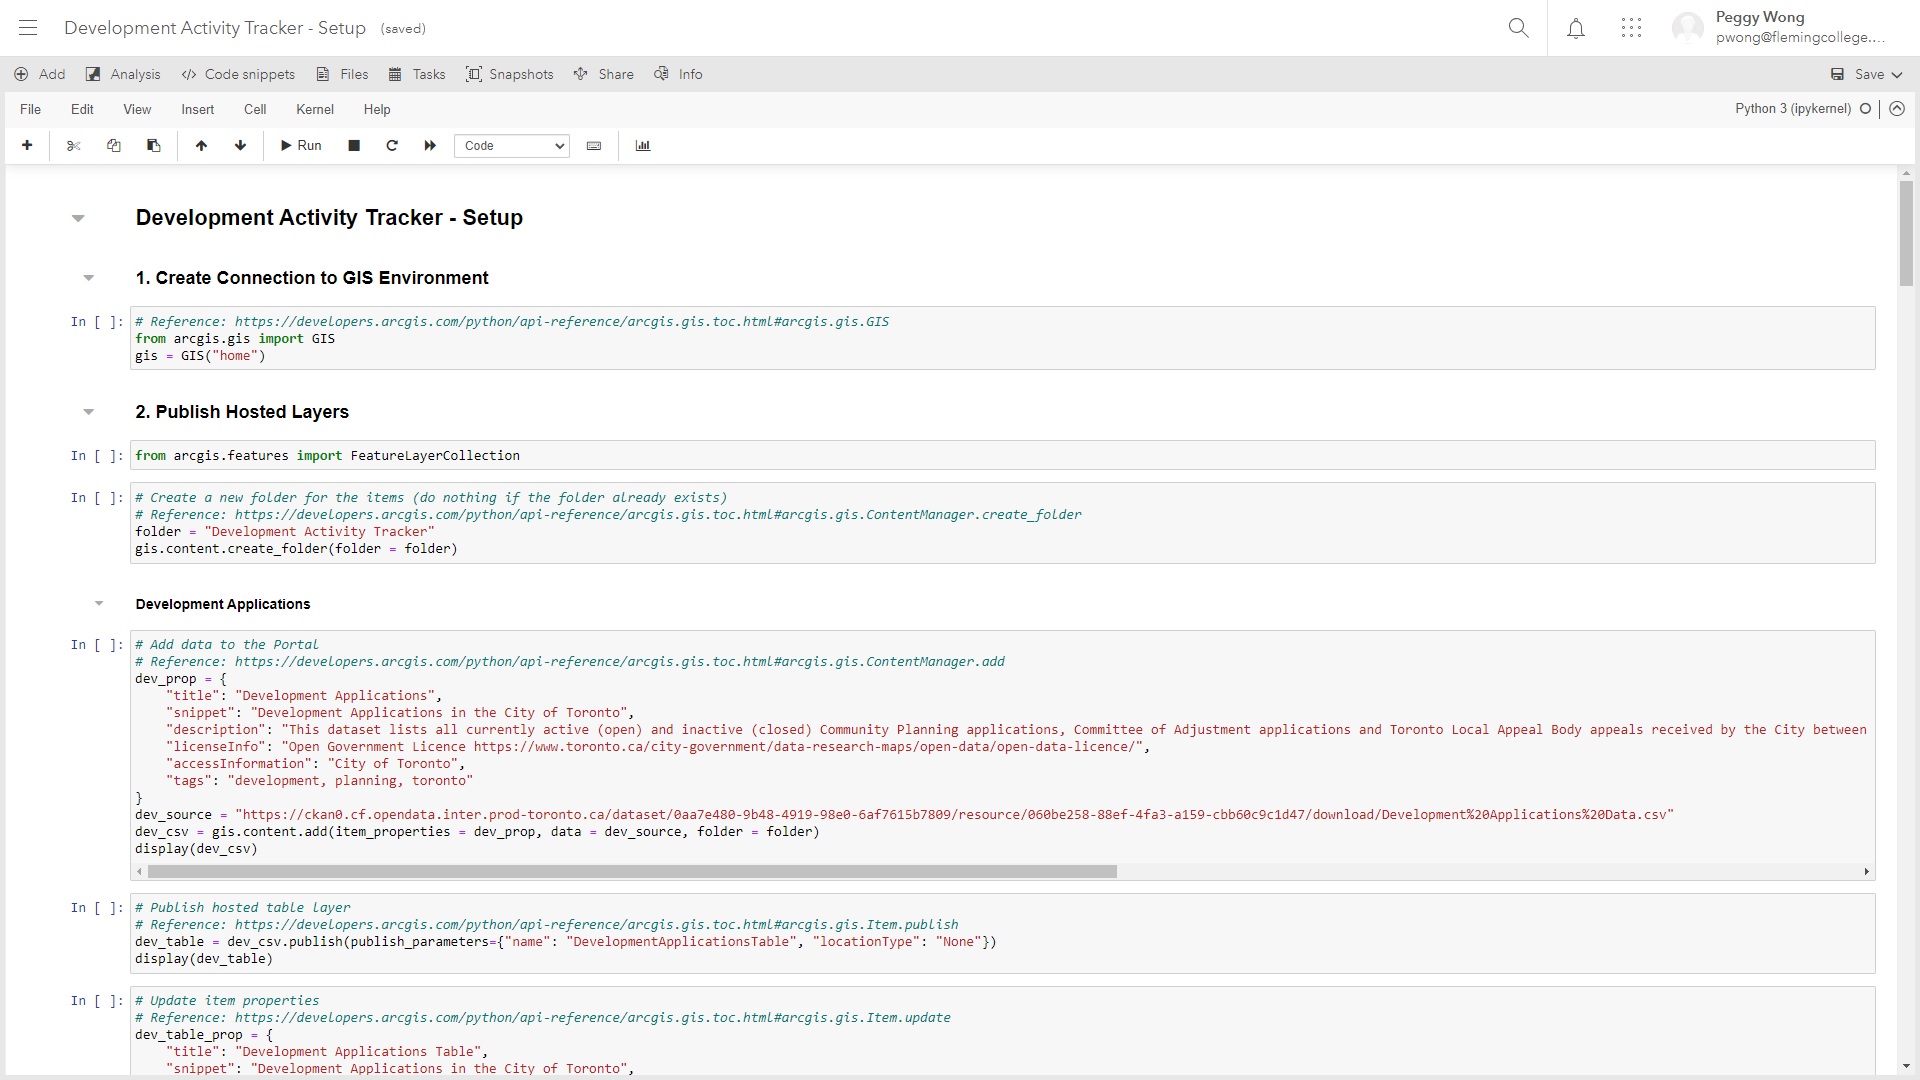 Development Activity Tracker - Setup (saved)
Peggy Wong
pwong@flemingcollege....
Add Analysis Code snippets Files Tasks Snapshots Share Info Save
File Edit View Insert Cell Kernel Help Python 3 (ipykernel)
Run Code
Development Activity Tracker - Setup
1. Create Connection to GIS Environment
In [ ]: # Reference: https://developers.arcgis.com/python/api-reference/arcgis.gis.toc.html#arcgis.gis.GIS
from arcgis.gis import GIS
gis = GIS("home")
2. Publish Hosted Layers
In [ ]: from arcgis.features import FeatureLayerCollection
In [ ]: # Create a new folder for the items (do nothing if the folder already exists)
# Reference: https://developers.arcgis.com/python/api-reference/arcgis.gis.toc.html#arcgis.gis.ContentManager.create_folder
folder = "Development Activity Tracker"
gis.content.create_folder(folder = folder)
Development Applications
In [ ]: # Add data to the Portal
# Reference: https://developers.arcgis.com/python/api-reference/arcgis.gis.toc.html#arcgis.gis.ContentManager.add
dev_prop = {
"title": "Development Applications",
"snippet": "Development Applications in the City of Toronto",
"description": "This dataset lists all currently active (open) and inactive (closed) Community Planning applications, Committee of Adjustment applications and Toronto Local Appeal Body appeals received by the City between
"licenseInfo": "Open Government Licence https://www.toronto.ca/city-government/data-research-maps/open-data/open-data-licence/",
"accessInformation": "City of Toronto",
"tags": "development, planning, toronto"
}
dev_source = "https://ckan0.cf.opendata.inter.prod-toronto.ca/dataset/0aa7e480-9b48-4919-98e0-6af7615b7809/resource/060be258-88ef-4fa3-a159-cbb60c9c1d47/download/Development%20Applications%20Data.csv"
dev_csv = gis.content.add(item_properties = dev_prop, data = dev_source, folder = folder)
display(dev_csv)
In [ ]: # Publish hosted table layer
# Reference: https://developers.arcgis.com/python/api-reference/arcgis.gis.toc.html#arcgis.gis.Item.publish
dev_table = dev_csv.publish(publish_parameters={"name": "DevelopmentApplicationsTable", "locationType": "None"})
display(dev_table)
In [ ]: # Update item properties
# Reference: https://developers.arcgis.com/python/api-reference/arcgis.gis.toc.html#arcgis.gis.Item.update
dev_table_prop = {
"title": "Development Applications Table",
"snippet": "Development Applications in the City of Toronto",